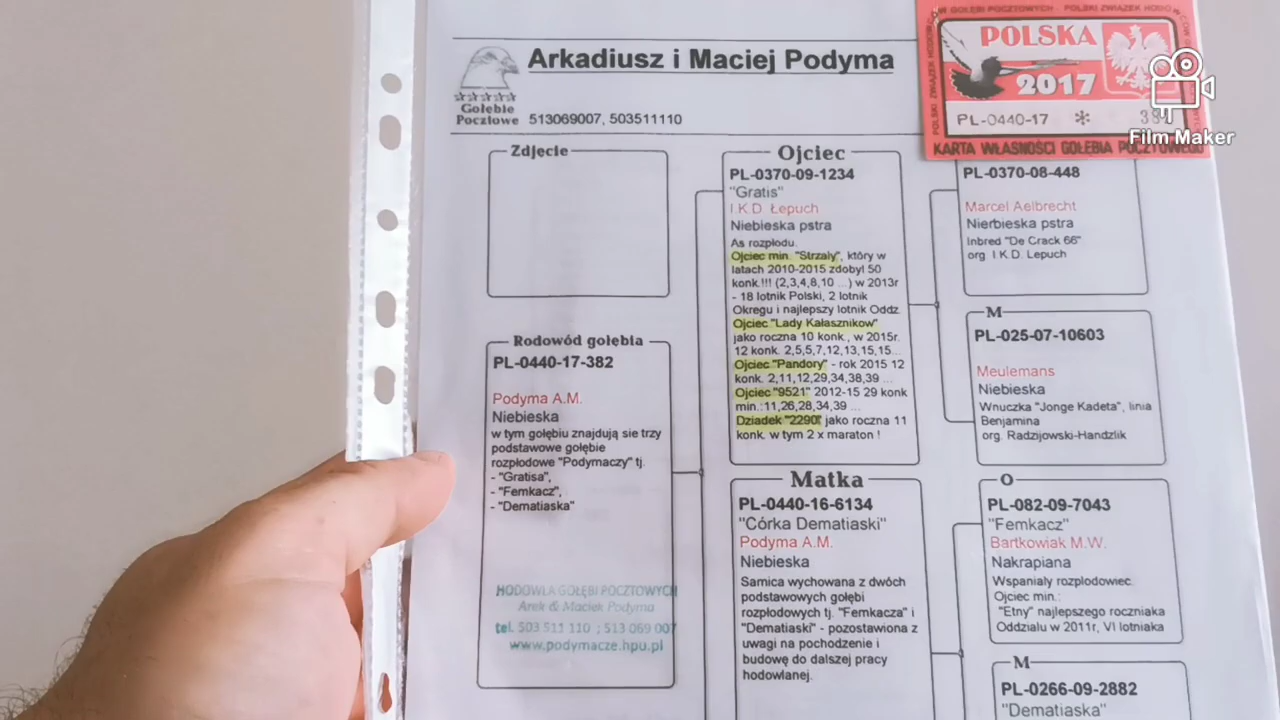 Arkadiusz i Maciej Podyma
Gołębie
Pocztowe
513069007, 503511110
POLSKA
2017
PL-0440-17
KARTA WŁASNOŚCI GOŁĘBIA POCZTOWEGO
Film Maker
Zdjęcie
Rodowód gołębia
PL-0440-17-382
Podyma A.M.
Niebieska
w tym gołębiu znajdują sie trzy
podstawowe gołębie
rozpłodowe "Podymaczy" tj.
- "Gratisa",
- "Femkacz",
- "Dematiaska"
HODOWLA GOŁĘBI POCZTOWYCH
Arek & Maciek Podyma
tel. 503 511 110 ; 513 069 007
www.podymacze.hpu.pl
Ojciec
PL-0370-09-1234
"Gratis"
I.K.D. Łepuch
Niebieska pstra
As rozpłodu.
Ojciec min. "Strzały", który w
latach 2010-2015 zdobył 50
konk.!!! (2,3,4,8,10 ...) w 2013r
- 18 lotnik Polski, 2 lotnik
Okręgu i najlepszy lotnik Oddz.
Ojciec "Lady Kałasznikow"
jako roczna 10 konk., w 2015r.
12 konk. 2,5,5,7,12,13,15,15...
Ojciec "Pandory" - rok 2015 12
konk. 2,11,12,29,34,38,39 ...
Ojciec "9521" 2012-15 29 konk
min.:11,26,28,34,39 ...
Dziadek "2290" jako roczna 11
konk. w tym 2 x maraton !
Matka
PL-0440-16-6134
"Córka Dematiaski"
Podyma A.M.
Niebieska
Samica wychowana z dwóch
podstawowych gołębi
rozpłodowych tj. "Femkacza" i
"Dematiaski" - pozostawiona z
uwagi na pochodzenie i
budowę do dalszej pracy
hodowlanej.
PL-0370-08-448
Marcel Aelbrecht
Niebieska pstra
Inbred "De Crack 66"
org I.K.D. Łepuch
M
PL-025-07-10603
Meulemans
Niebieska
Wnuczka "Jonge Kadeta", linia
Benjamina
org. Radzijowski-Handzlik
O
PL-082-09-7043
"Femkacz"
Bartkowiak M.W.
Nakrapiana
Wspaniały rozpłodowiec.
Ojciec min.:
"Etny" najlepszego roczniaka
Oddziału w 2011r, VI lotniaka
M
PL-0266-09-2882
"Dematiaska"